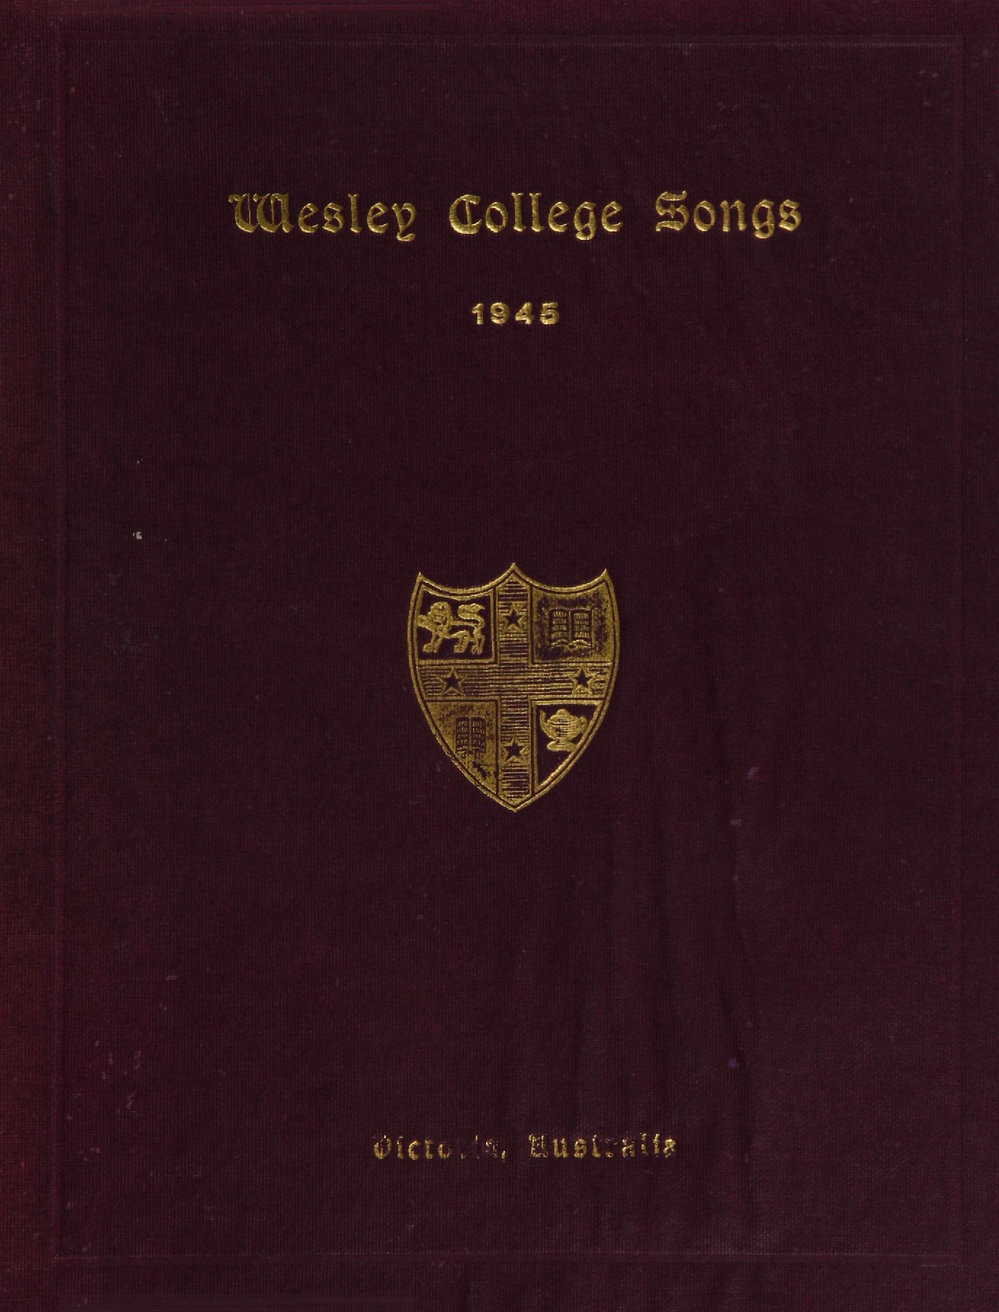 Wesley College Songs
1945
Victoria, Australia